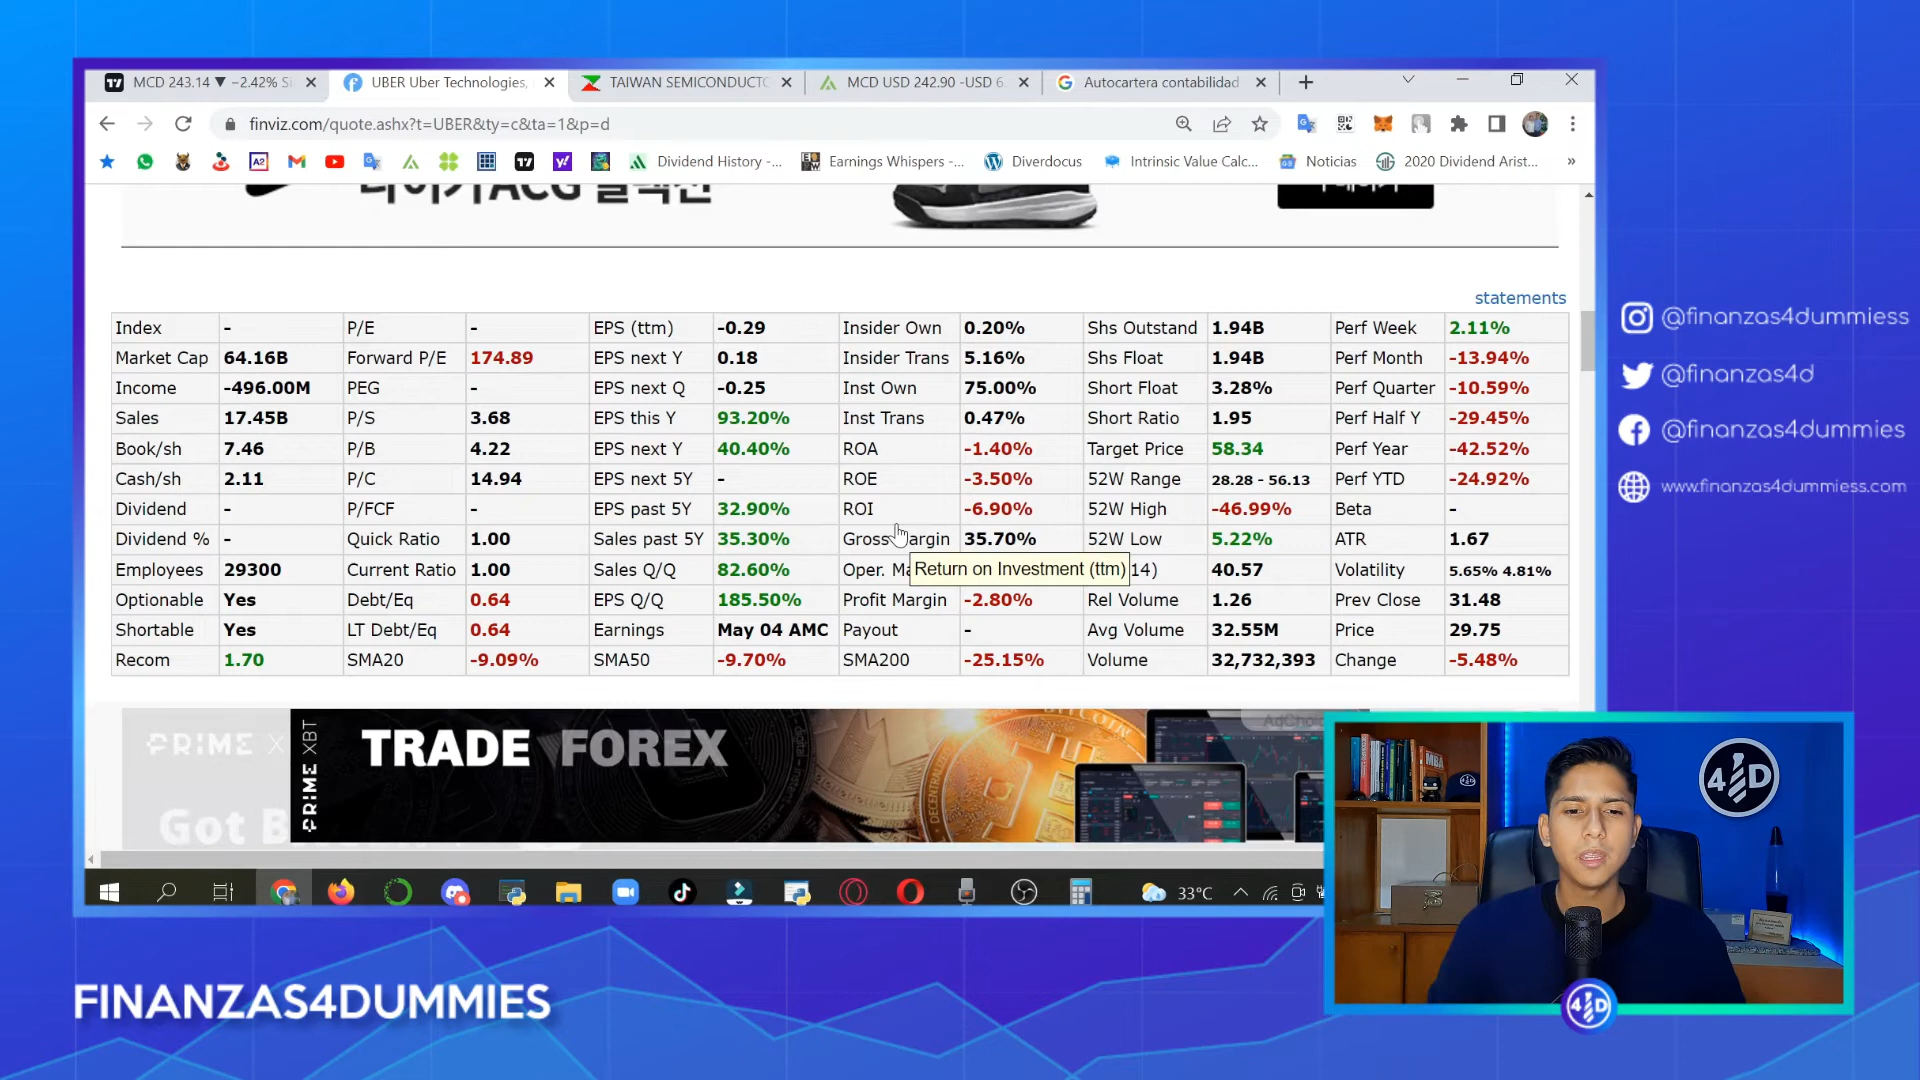 MCD 243.14 ▼ −2.42% S
UBER Uber Technologies,
TAIWAN SEMICONDUCTO
MCD USD 242.90 -USD 6
Autocartera contabilidad
finviz.com/quote.ashx?t=UBER&ty=c&ta=1&p=d
Dividend History -...
Earnings Whispers -...
Diverdocus
Intrinsic Value Calc...
Noticias
2020 Dividend Arist...
»
statements
Index - P/E - EPS (ttm) -0.29 Insider Own 0.20% Shs Outstand 1.94B Perf Week 2.11%
Market Cap 64.16B Forward P/E 174.89 EPS next Y 0.18 Insider Trans 5.16% Shs Float 1.94B Perf Month -13.94%
Income -496.00M PEG - EPS next Q -0.25 Inst Own 75.00% Short Float 3.28% Perf Quarter -10.59%
Sales 17.45B P/S 3.68 EPS this Y 93.20% Inst Trans 0.47% Short Ratio 1.95 Perf Half Y -29.45%
Book/sh 7.46 P/B 4.22 EPS next Y 40.40% ROA -1.40% Target Price 58.34 Perf Year -42.52%
Cash/sh 2.11 P/C 14.94 EPS next 5Y - ROE -3.50% 52W Range 28.28 - 56.13 Perf YTD -24.92%
Dividend - P/FCF - EPS past 5Y 32.90% ROI -6.90% 52W High -46.99% Beta -
Dividend % - Quick Ratio 1.00 Sales past 5Y 35.30% Gross Margin 35.70% 52W Low 5.22% ATR 1.67
Employees 29300 Current Ratio 1.00 Sales Q/Q 82.60% Oper. Ma 14) 40.57 Volatility 5.65% 4.81%
Return on Investment (ttm)
Optionable Yes Debt/Eq 0.64 EPS Q/Q 185.50% Profit Margin -2.80% Rel Volume 1.26 Prev Close 31.48
Shortable Yes LT Debt/Eq 0.64 Earnings May 04 AMC Payout - Avg Volume 32.55M Price 29.75
Recom 1.70 SMA20 -9.09% SMA50 -9.70% SMA200 -25.15% Volume 32,732,393 Change -5.48%
PRIME X
Got B
PRIME XBT
TRADE FOREX
AdChoic
33°C
@finanzas4dummiess
@finanzas4d
@finanzas4dummies
www.finanzas4dummiess.com
MBA
4D
4D
FINANZAS4DUMMIES